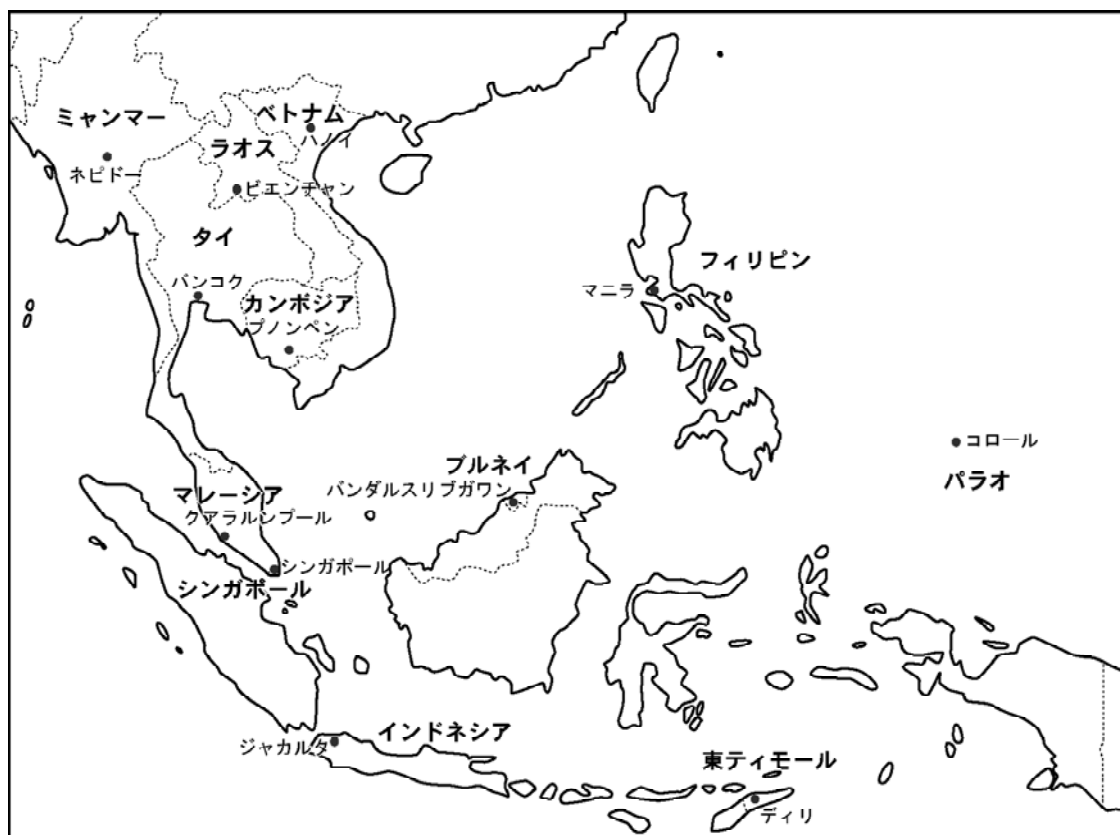 ミャンマー
ネピドー
ベトナム
ハノイ
ラオス
ビエンチャン
タイ
バンコク
カンボジア
プノンペン
フィリピン
マニラ
コロール
パラオ
ブルネイ
バンダルスリブガワン
マレーシア
クアラルンプール
シンガポール
シンガポール
インドネシア
ジャカルタ
東ティモール
ディリ